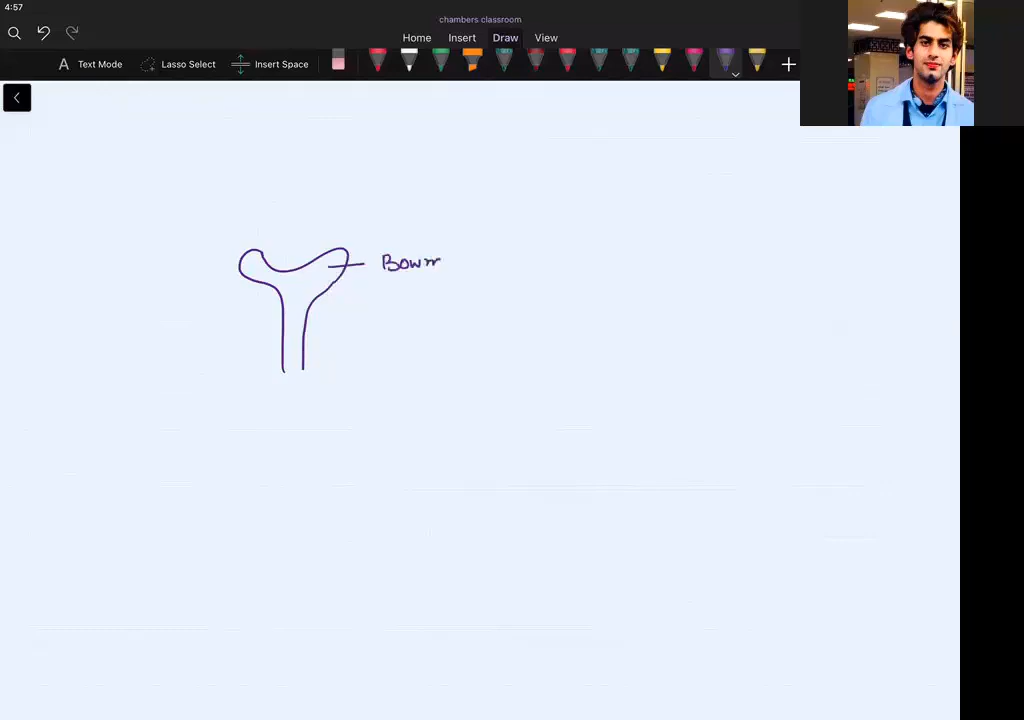 4:57
chambers classroom
Home Insert Draw View
Text Mode Lasso Select Insert Space
Bowm